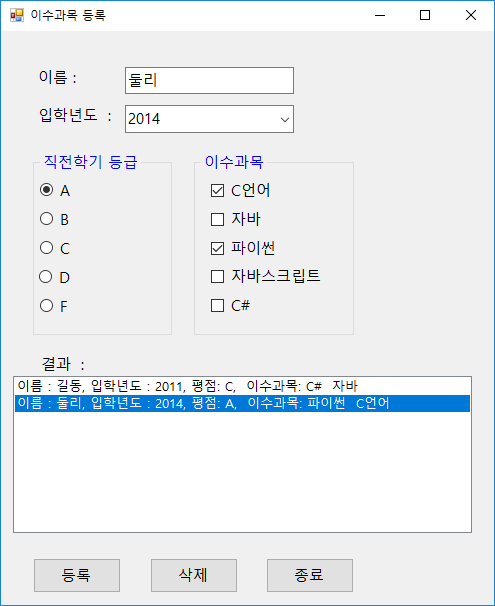 이수과목 등록
이름 : 둘리
입학년도 : 2014
직전학기 등급 이수과목
A C언어
B 자바
C 파이썬
D 자바스크립트
F C#
결과 :
이름 : 길동, 입학년도 : 2011, 평점: C, 이수과목: C# 자바
이름 : 둘리, 입학년도 : 2014, 평점: A, 이수과목: 파이썬 C언어
등록 삭제 종료